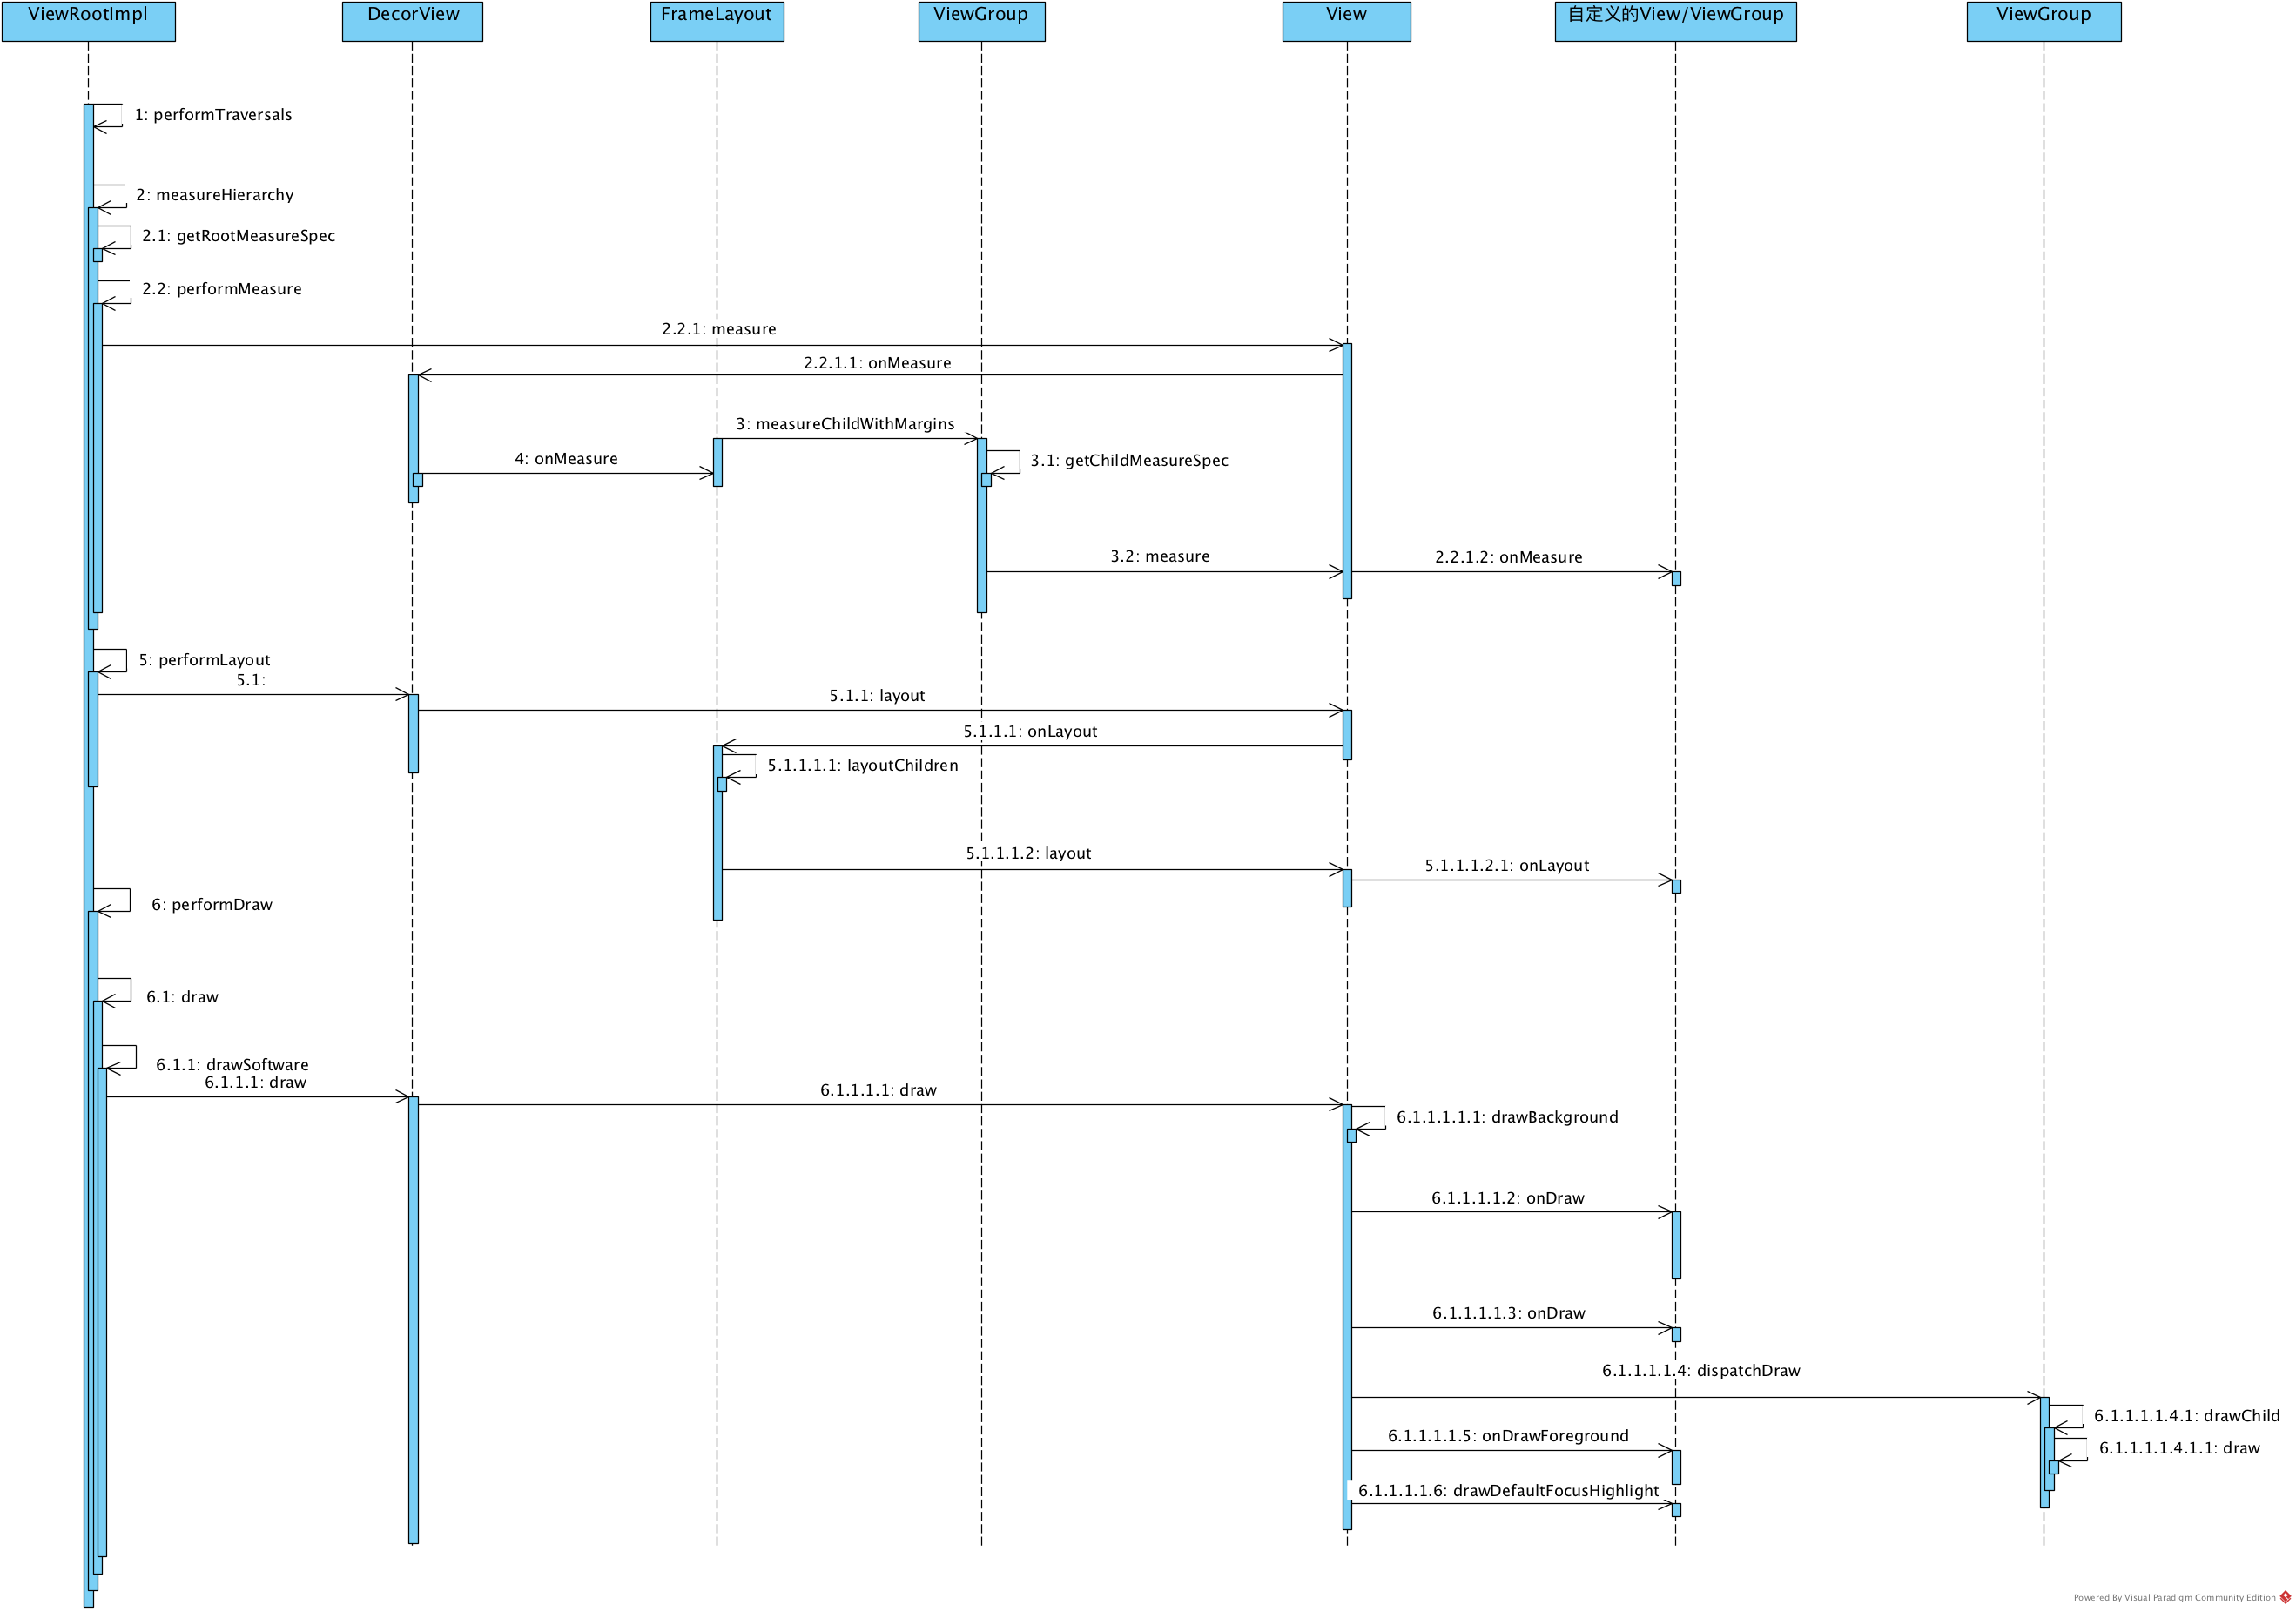 ViewRootImpl
DecorView
FrameLayout
ViewGroup
View
自定义的View/ViewGroup
ViewGroup
1: performTraversals
2: measureHierarchy
2.1: getRootMeasureSpec
2.2: performMeasure
2.2.1: measure
2.2.1.1: onMeasure
3: measureChildWithMargins
4: onMeasure
3.1: getChildMeasureSpec
3.2: measure
2.2.1.2: onMeasure
5: performLayout
5.1:
5.1.1: layout
5.1.1.1: onLayout
5.1.1.1.1: layoutChildren
5.1.1.1.2: layout
5.1.1.1.2.1: onLayout
6: performDraw
6.1: draw
6.1.1: drawSoftware
6.1.1.1: draw
6.1.1.1.1: draw
6.1.1.1.1.1: drawBackground
6.1.1.1.1.2: onDraw
6.1.1.1.1.3: onDraw
6.1.1.1.1.4: dispatchDraw
6.1.1.1.1.4.1: drawChild
6.1.1.1.1.5: onDrawForeground
6.1.1.1.1.4.1.1: draw
6.1.1.1.1.6: drawDefaultFocusHighlight
Powered By Visual Paradigm Community Edition